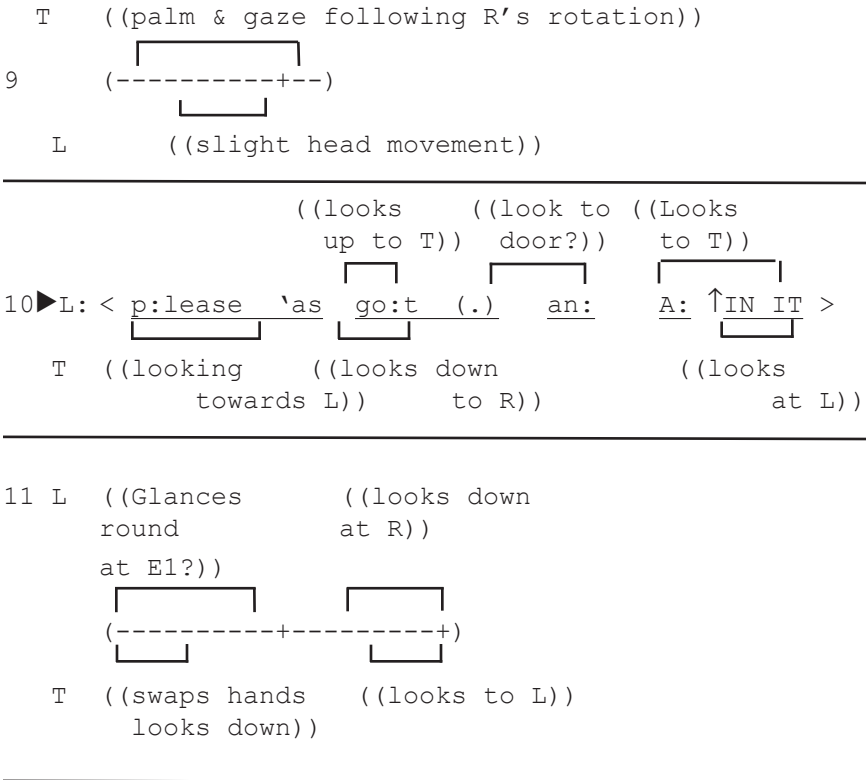 T ((palm & gaze following R’s rotation))
9 (----------+--)
L ((slight head movement))
((looks ((look to ((Looks
up to T)) door?)) to T))
10▶L: < p:lease ‘as go:t (.) an: A: ↑IN IT >
T ((looking ((looks down ((looks
towards L)) to R)) at L))
11 L ((Glances ((looks down
round at R))
at E1?))
(----------+---------+)
T ((swaps hands ((looks to L))
looks down))